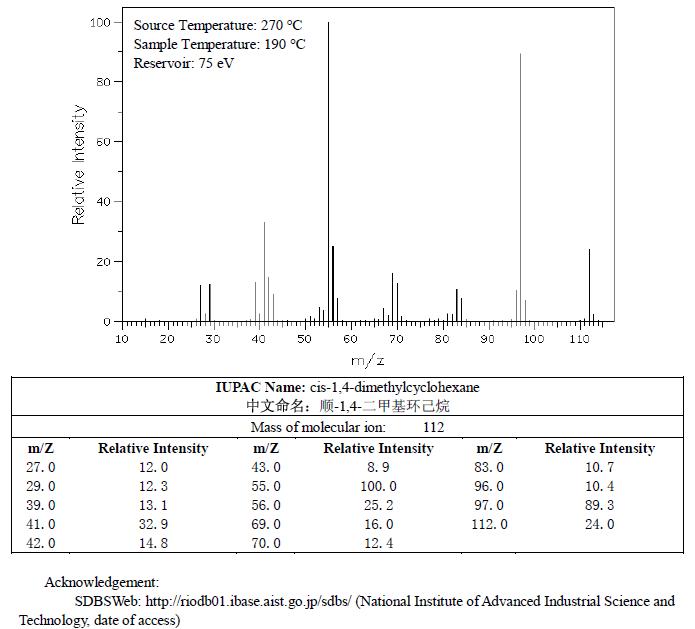 Source Temperature: 270 °C
Sample Temperature: 190 °C
Reservoir: 75 eV
100
80
60
40
20
0
Relative Intensity
10 20 30 40 50 60 70 80 90 100 110
m/z
IUPAC Name: cis-1,4-dimethylcyclohexane
中文命名：顺-1,4-二甲基环己烷
Mass of molecular ion: 112
m/Z Relative Intensity m/Z Relative Intensity m/Z Relative Intensity
27.0 12.0 43.0 8.9 83.0 10.7
29.0 12.3 55.0 100.0 96.0 10.4
39.0 13.1 56.0 25.2 97.0 89.3
41.0 32.9 69.0 16.0 112.0 24.0
42.0 14.8 70.0 12.4
Acknowledgement:
SDBSWeb: http://riodb01.ibase.aist.go.jp/sdbs/ (National Institute of Advanced Industrial Science and
Technology, date of access)